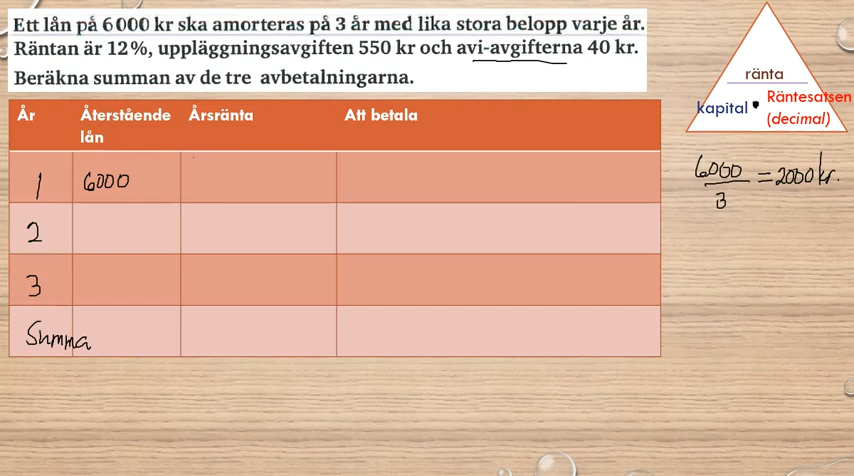 Ett lån på 6 000 kr ska amorteras på 3 år med lika stora belopp varje år.
Räntan är 12 %, uppläggningsavgiften 550 kr och avi-avgifterna 40 kr.
Beräkna summan av de tre avbetalningarna.
ränta
kapital • Räntesatsen
(decimal)
År Återstående lån Årsränta Att betala
1 6000
2
3
Summa
6000
3
= 2000 kr.